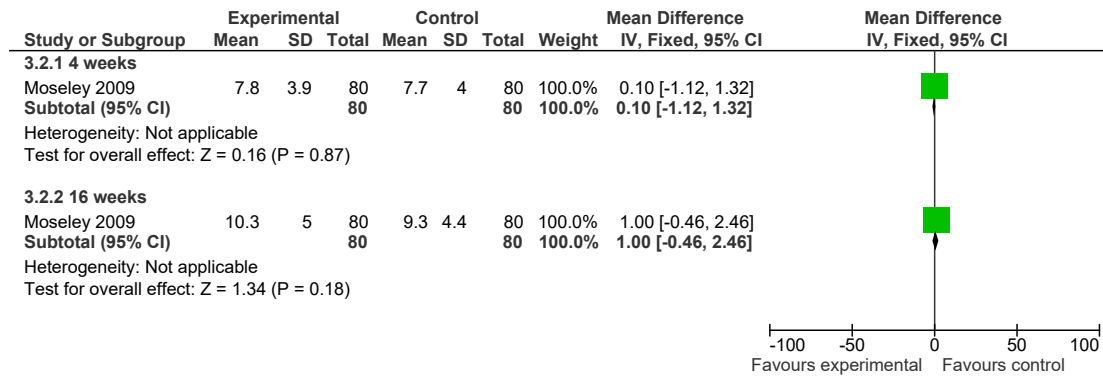 Experimental Control Mean Difference Mean Difference
Study or Subgroup Mean SD Total Mean SD Total Weight IV, Fixed, 95% CI IV, Fixed, 95% CI
3.2.1 4 weeks
Moseley 2009 7.8 3.9 80 7.7 4 80 100.0% 0.10 [-1.12, 1.32]
Subtotal (95% CI) 80 80 100.0% 0.10 [-1.12, 1.32]
Heterogeneity: Not applicable
Test for overall effect: Z = 0.16 (P = 0.87)
3.2.2 16 weeks
Moseley 2009 10.3 5 80 9.3 4.4 80 100.0% 1.00 [-0.46, 2.46]
Subtotal (95% CI) 80 80 100.0% 1.00 [-0.46, 2.46]
Heterogeneity: Not applicable
Test for overall effect: Z = 1.34 (P = 0.18)
-100 -50 0 50 100
Favours experimental Favours control